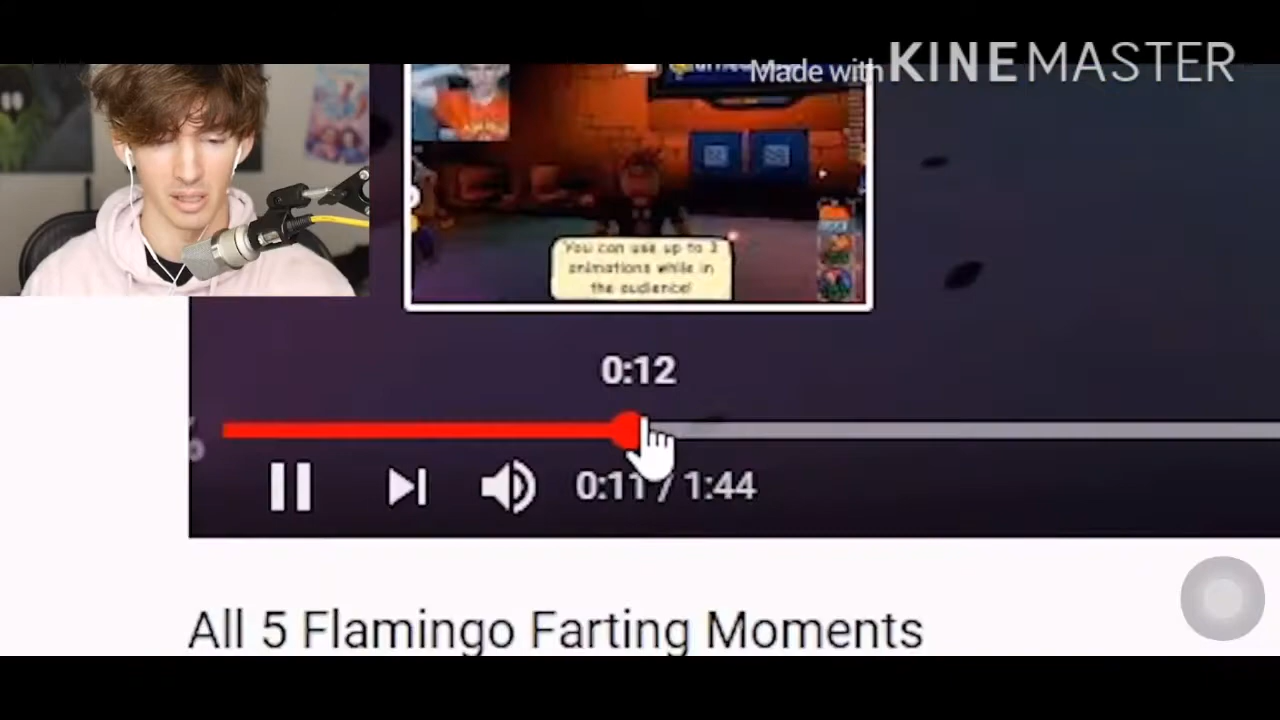 Made with KINEMASTER
You can use up to 3
animations while in
the audience!
0:12
0:11 / 1:44
All 5 Flamingo Farting Moments